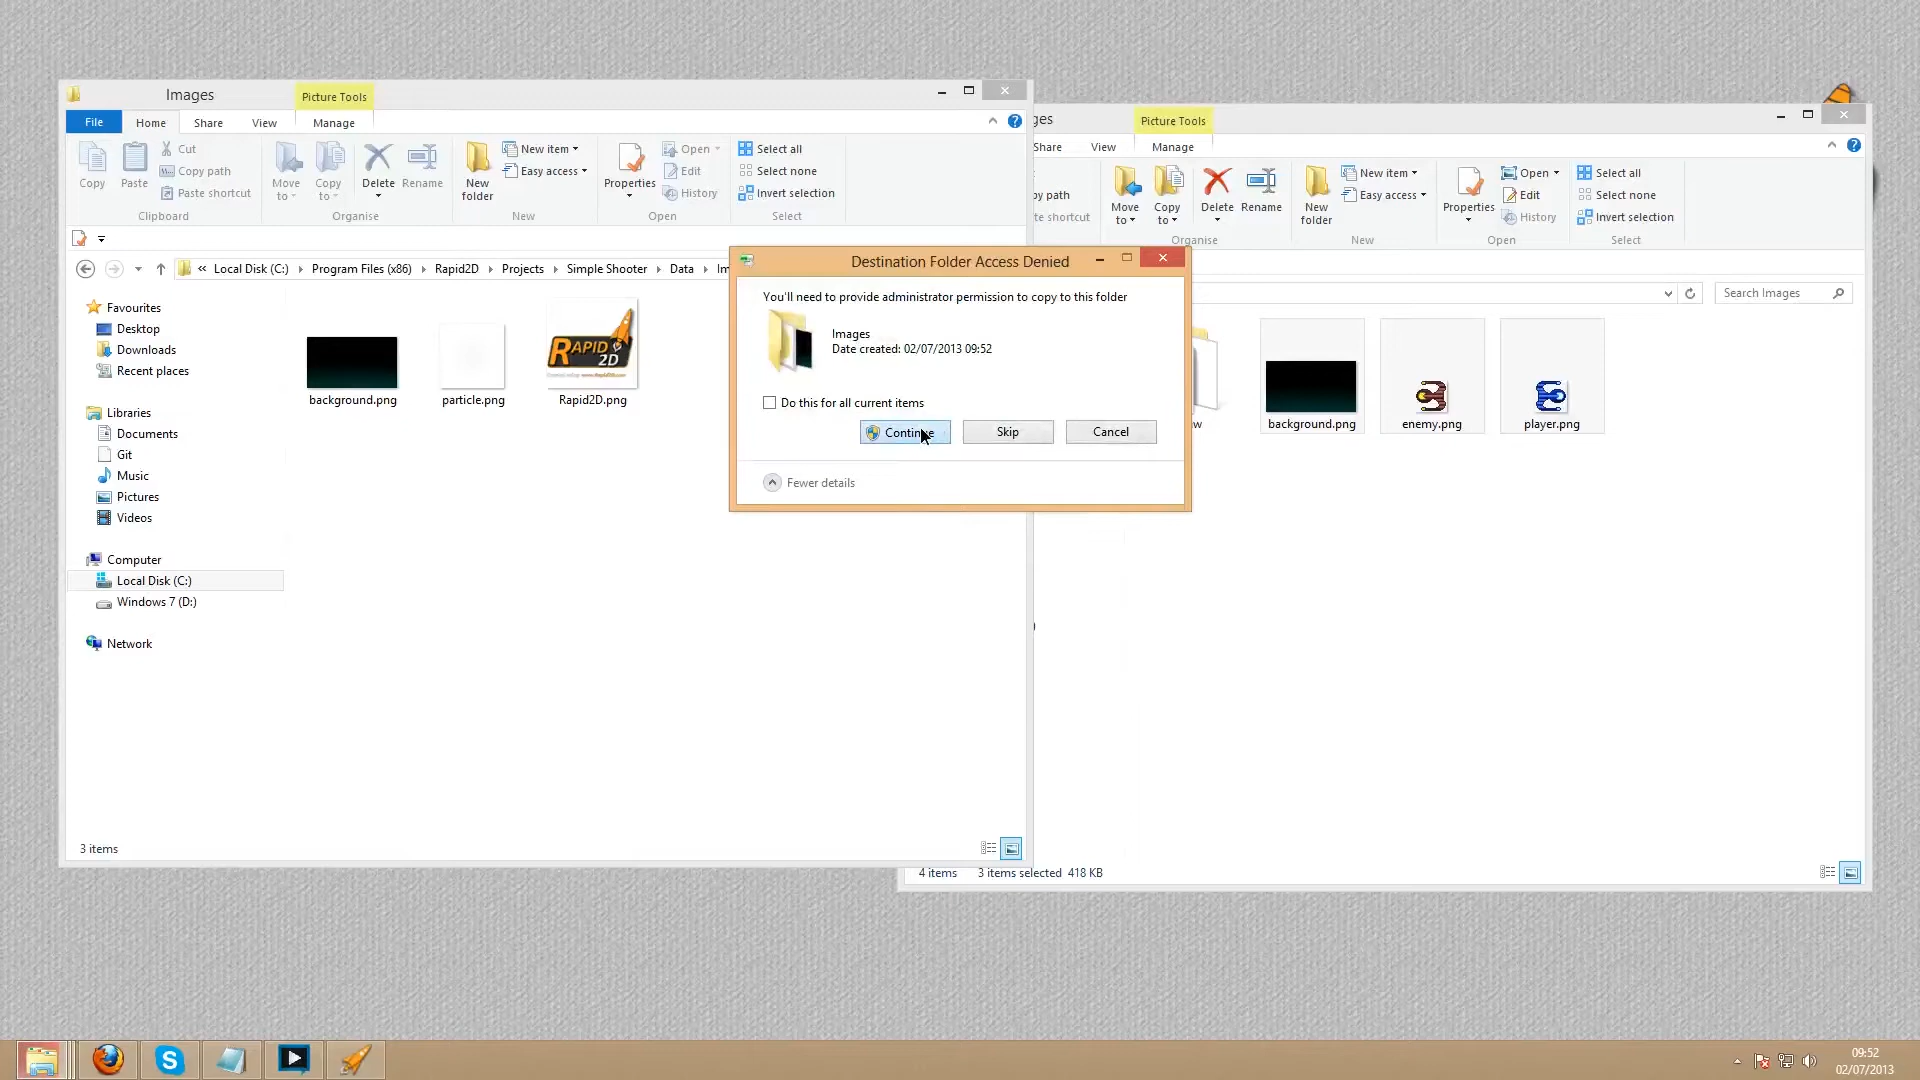 Images
Picture Tools
File
Home
Share
View
Manage
Copy
Paste
Cut
Copy path
Paste shortcut
Clipboard
Move to
Copy to
Delete
Rename
Organise
New folder
New item
Easy access
New
Properties
Open
Edit
History
Open
Select all
Select none
Invert selection
Select
« Local Disk (C:) Program Files (x86) Rapid2D Projects Simple Shooter Data Im
Favourites
Desktop
Downloads
Recent places
Libraries
Documents
Git
Music
Pictures
Videos
Computer
Local Disk (C:)
Windows 7 (D:)
Network
RAPID
2D
background.png
particle.png
Rapid2D.png
3 items
Destination Folder Access Denied
You'll need to provide administrator permission to copy to this folder
Images
Date created: 02/07/2013 09:52
Do this for all current items
Continue
Skip
Cancel
Fewer details
ges
Picture Tools
Share
View
Manage
py path
te shortcut
Move to
Copy to
Delete
Rename
Organise
New folder
New item
Easy access
New
Properties
Open
Edit
History
Open
Select all
Select none
Invert selection
Select
Search Images
w
background.png
enemy.png
player.png
4 items
3 items selected 418 KB
09:52
02/07/2013